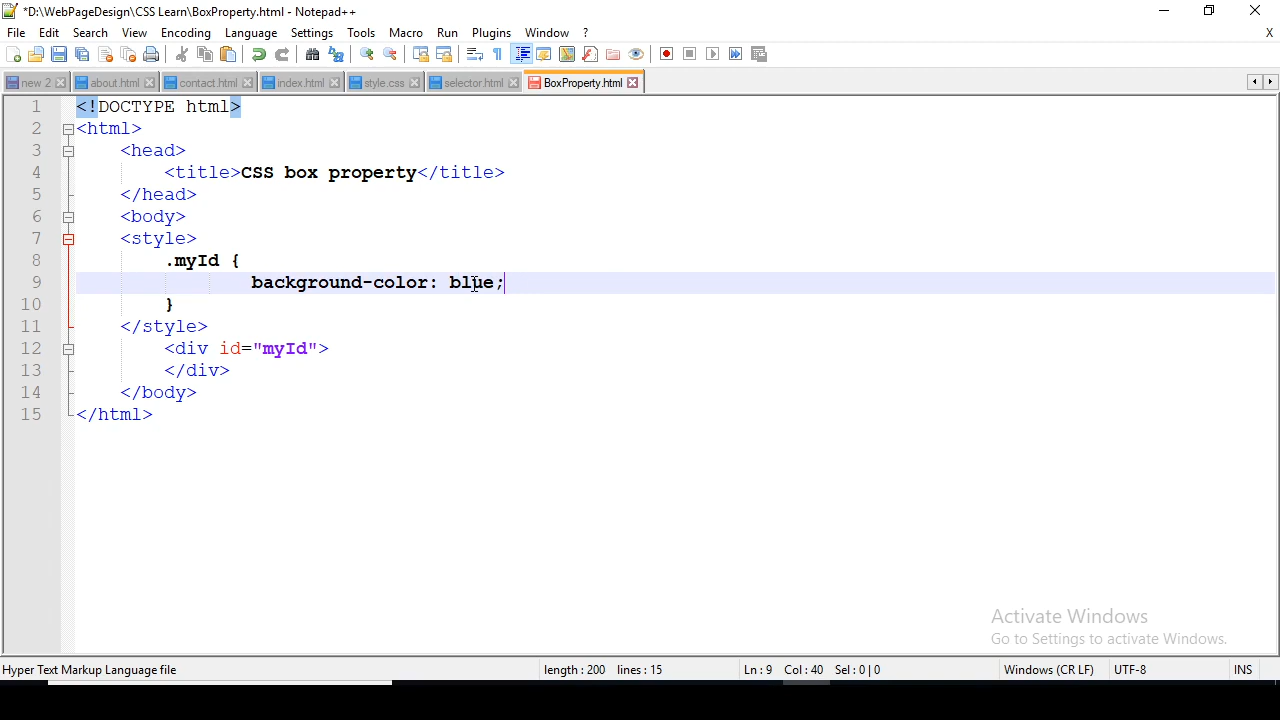 *D:\WebPageDesign\CSS Learn\BoxProperty.html - Notepad++
File Edit Search View Encoding Language Settings Tools Macro Run Plugins Window ? X
new 2 about.html contact.html index.html style.css selector.html BoxProperty.html
1 <!DOCTYPE html>
2 <html>
3 <head>
4 <title>CSS box property</title>
5 </head>
6 <body>
7 <style>
8 .myId {
9 background-color: blue;
10 }
11 </style>
12 <div id="myId">
13 </div>
14 </body>
15 </html>
Activate Windows
Go to Settings to activate Windows.
Hyper Text Markup Language file length : 200 lines : 15 Ln : 9 Col : 40 Sel : 0 | 0 Windows (CR LF) UTF-8 INS